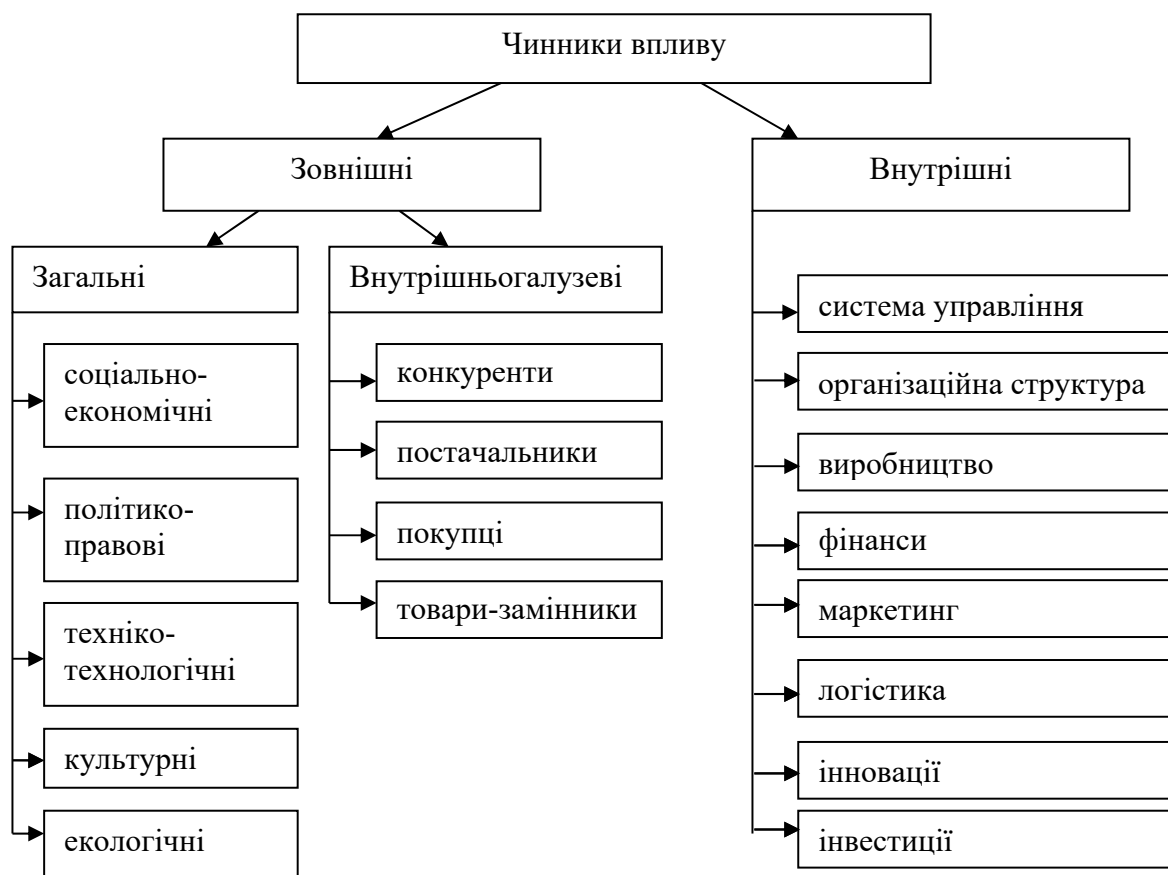 Чинники впливу
Зовнішні
Внутрішні
Загальні
соціально-
економічні
політико-
правові
техніко-
технологічні
культурні
екологічні
Внутрішньогалузеві
конкуренти
постачальники
покупці
товари-замінники
система управління
організаційна структура
виробництво
фінанси
маркетинг
логістика
інновації
інвестиції